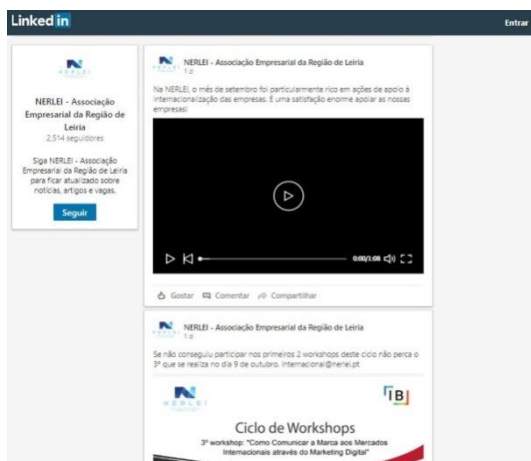 Linked in
Entrar
NERLEI
NERLEI - Associação
Empresarial da Região de
Leiria
2,514 seguidores
Siga NERLEI - Associação
Empresarial da Região de Leiria
para ficar atualizado sobre
notícias, artigos e vagas.
Seguir
NERLEI - Associação Empresarial da Região de Leiria
1 d
Na NERLEI, o mês de setembro foi particularmente rico em ações de apoio à
internacionalização das empresas. É uma satisfação enorme apoiar as nossas
empresas!
0:00/1:08
Gostar
Comentar
Compartilhar
NERLEI - Associação Empresarial da Região de Leiria
1 d
Se não conseguiu participar nos primeiros 2 workshops deste ciclo não perca o
3º que se realiza no dia 9 de outubro. internacional@nerlei.pt
NERLEI
IB
Ciclo de Workshops
3º workshop: "Como Comunicar a Marca aos Mercados
Internacionais através do Marketing Digital"